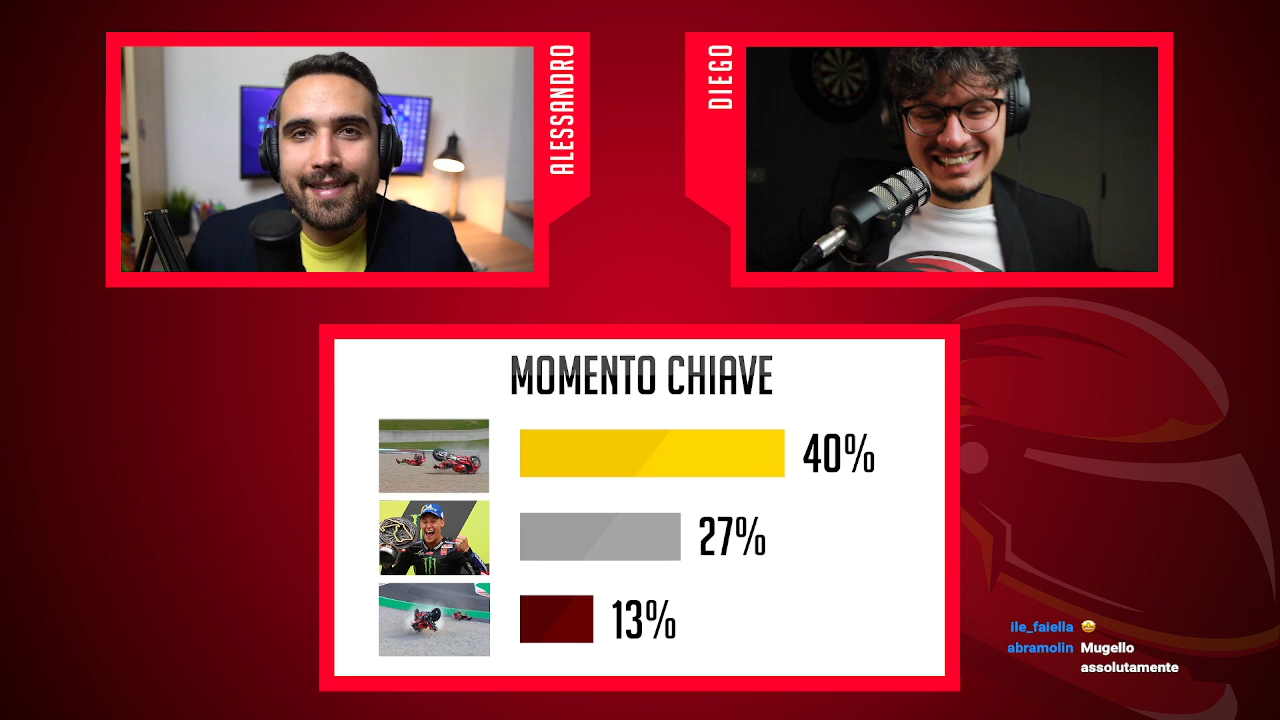 ALESSANDRO
DIEGO
MOMENTO CHIAVE
40%
27%
13%
ile_faiella 🤩
abramolin Mugello
assolutamente